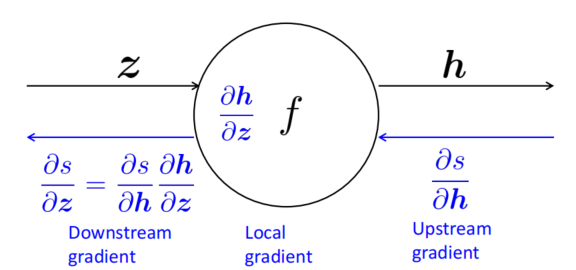 z
h
∂h/∂z f
∂s/∂z = ∂s/∂h ∂h/∂z
∂s/∂h
Downstream
gradient
Local
gradient
Upstream
gradient